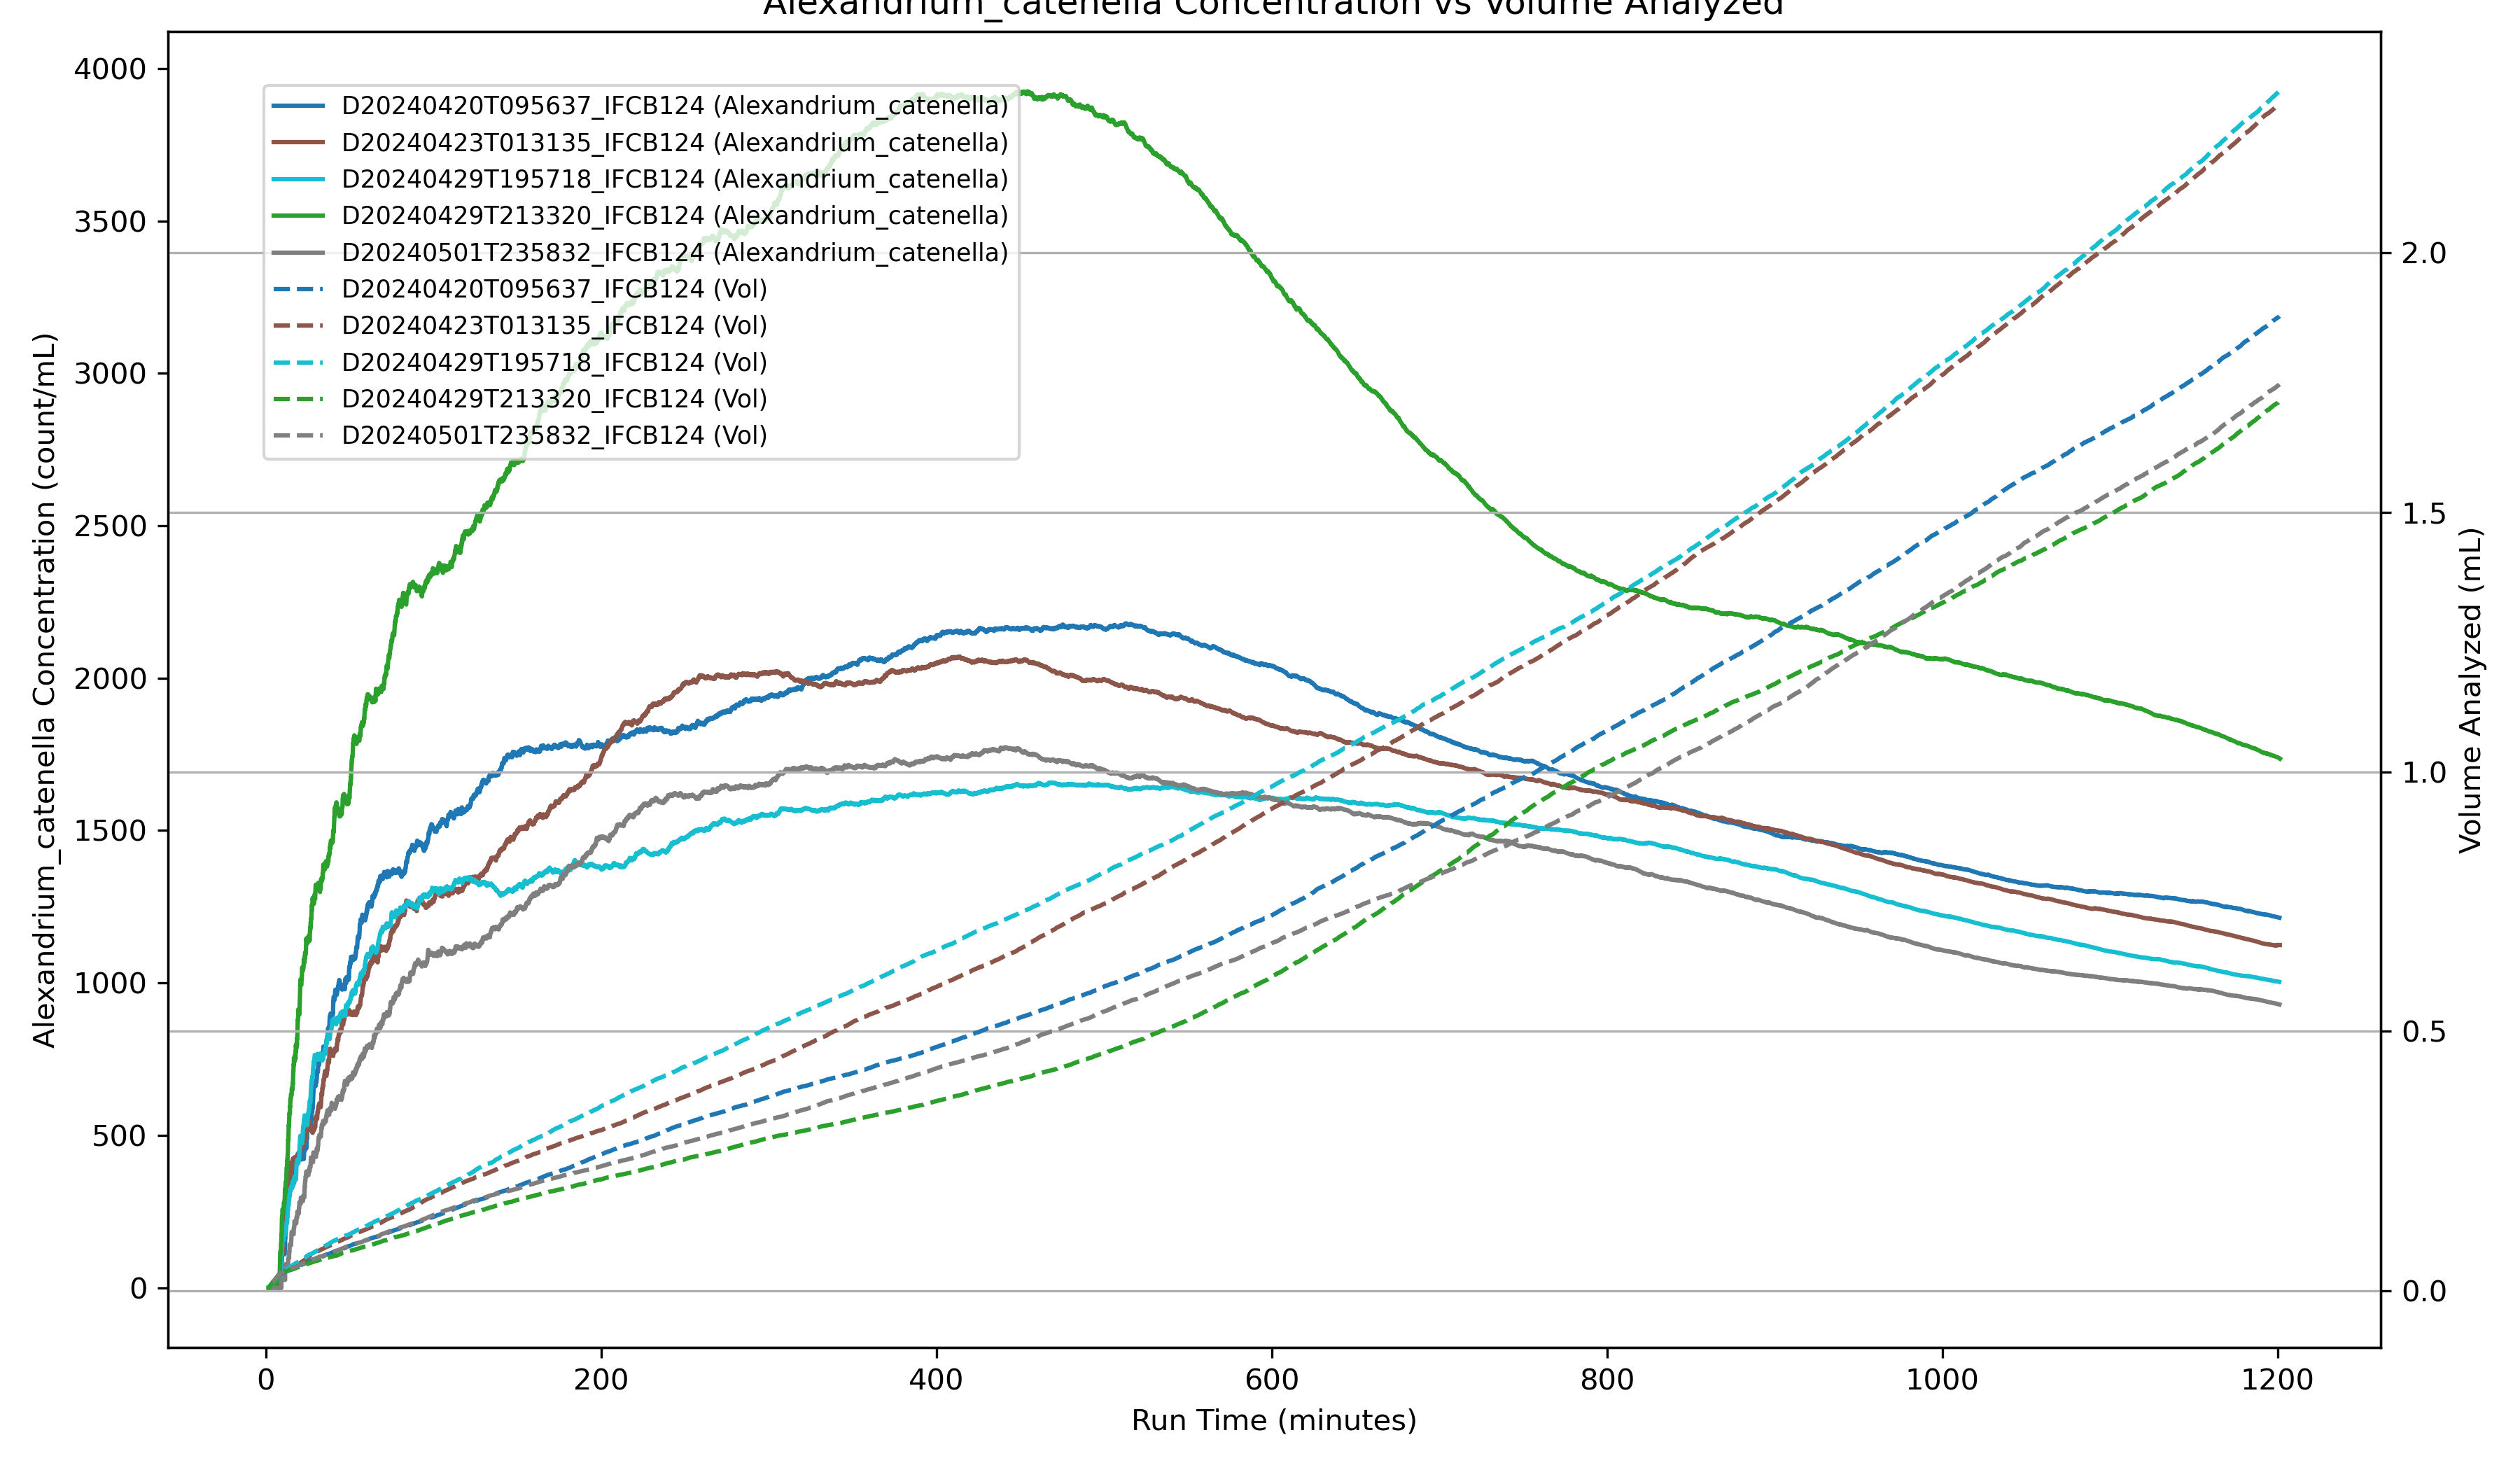 Alexandrium_catenella Concentration vs Volume Analyzed
4000
3500
3000
2500
2000
1500
1000
500
0
Alexandrium_catenella Concentration (count/mL)
D20240420T095637_IFCB124 (Alexandrium_catenella)
D20240423T013135_IFCB124 (Alexandrium_catenella)
D20240429T195718_IFCB124 (Alexandrium_catenella)
D20240429T213320_IFCB124 (Alexandrium_catenella)
D20240501T235832_IFCB124 (Alexandrium_catenella)
D20240420T095637_IFCB124 (Vol)
D20240423T013135_IFCB124 (Vol)
D20240429T195718_IFCB124 (Vol)
D20240429T213320_IFCB124 (Vol)
D20240501T235832_IFCB124 (Vol)
2.0
1.5
1.0
0.5
0.0
Volume Analyzed (mL)
0 200 400 600 800 1000 1200
Run Time (minutes)